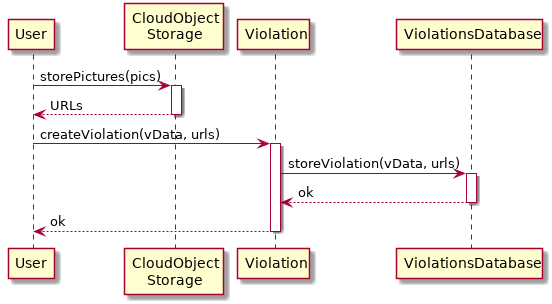 User
CloudObject
Storage
Violation
ViolationsDatabase
storePictures(pics)
URLs
createViolation(vData, urls)
storeViolation(vData, urls)
ok
ok
User
CloudObject
Storage
Violation
ViolationsDatabase